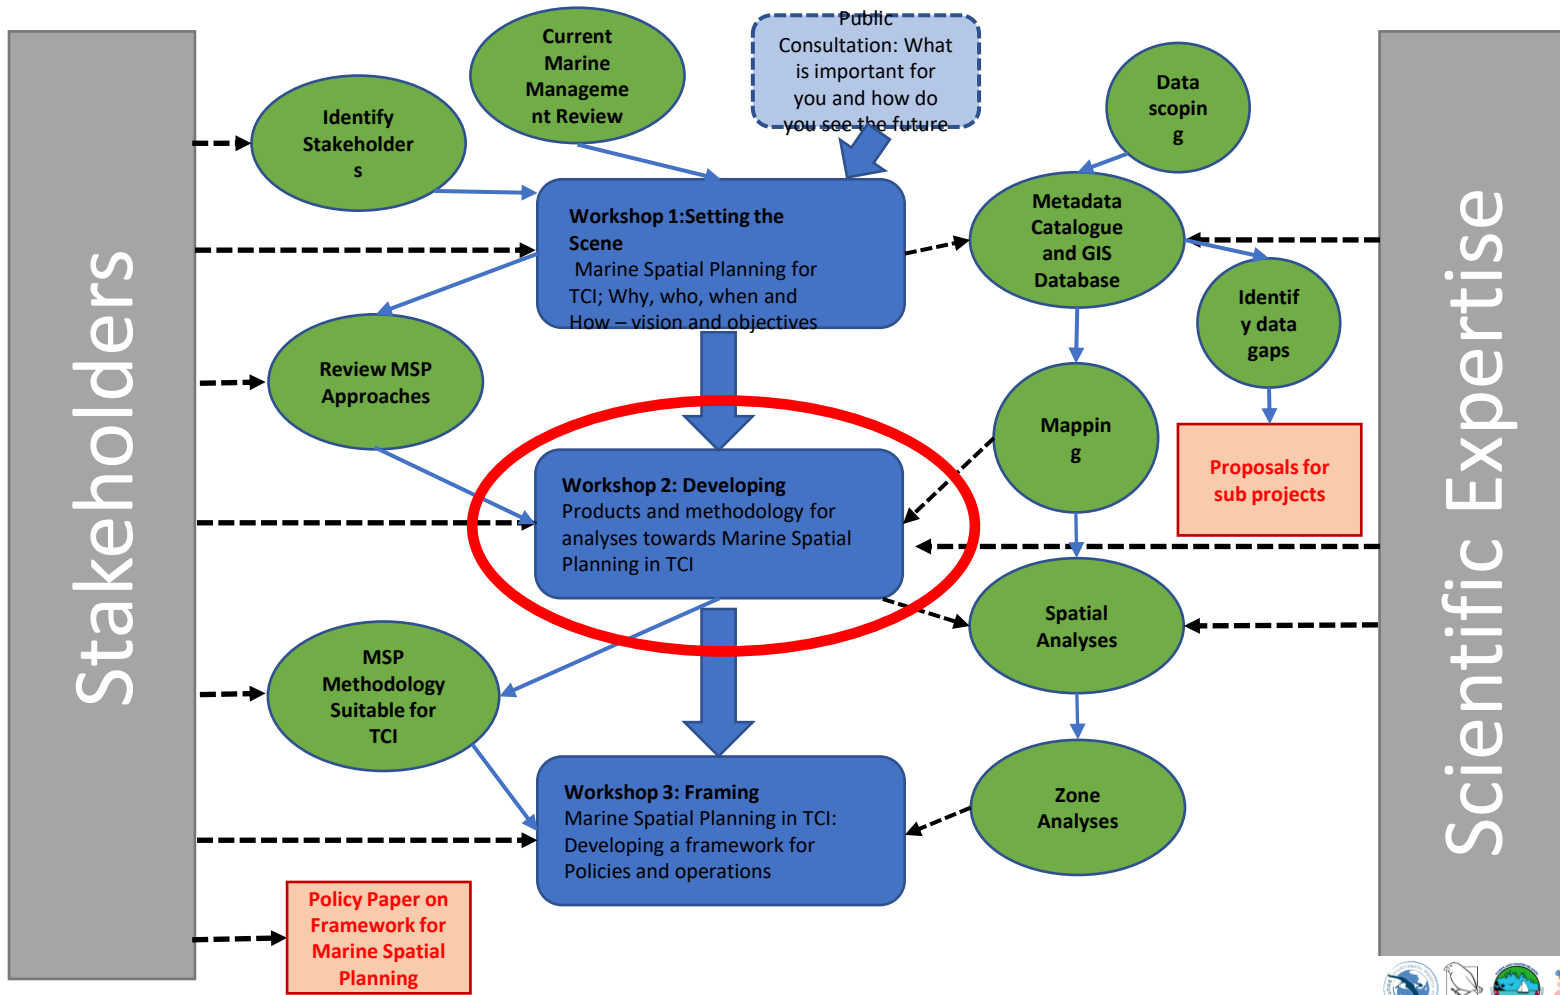 Stakeholders
Identify
Stakeholder
s
Current
Marine
Manageme
nt Review
Public
Consultation: What
is important for
you and how do
you see the future
Data
scopin
g
Workshop 1:Setting the
Scene
Marine Spatial Planning for
TCI; Why, who, when and
How – vision and objectives
Metadata
Catalogue
and GIS
Database
Identif
y data
gaps
Review MSP
Approaches
Mappin
g
Proposals for
sub projects
Workshop 2: Developing
Products and methodology for
analyses towards Marine Spatial
Planning in TCI
Spatial
Analyses
MSP
Methodology
Suitable for
TCI
Workshop 3: Framing
Marine Spatial Planning in TCI:
Developing a framework for
Policies and operations
Zone
Analyses
Policy Paper on
Framework for
Marine Spatial
Planning
Scientific Expertise